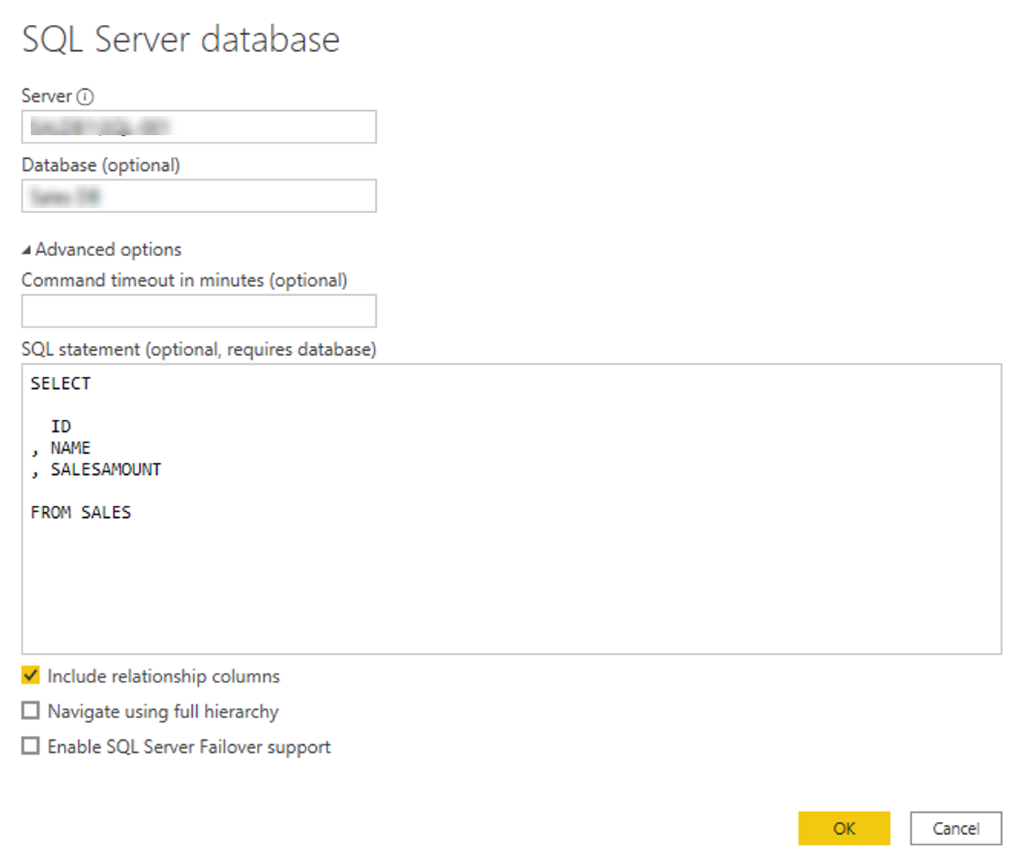 SQL Server database
Server
Database (optional)
Advanced options
Command timeout in minutes (optional)
SQL statement (optional, requires database)
SELECT
ID
, NAME
, SALESAMOUNT
FROM SALES
Include relationship columns
Navigate using full hierarchy
Enable SQL Server Failover support
OK
Cancel